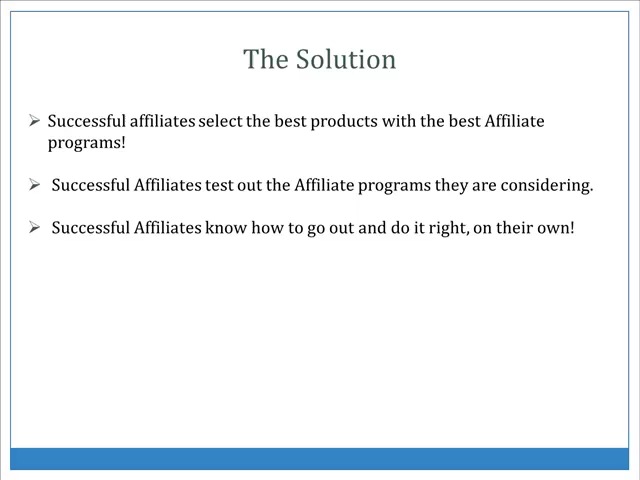 The Solution
Successful affiliates select the best products with the best Affiliate
programs!
Successful Affiliates test out the Affiliate programs they are considering.
Successful Affiliates know how to go out and do it right, on their own!